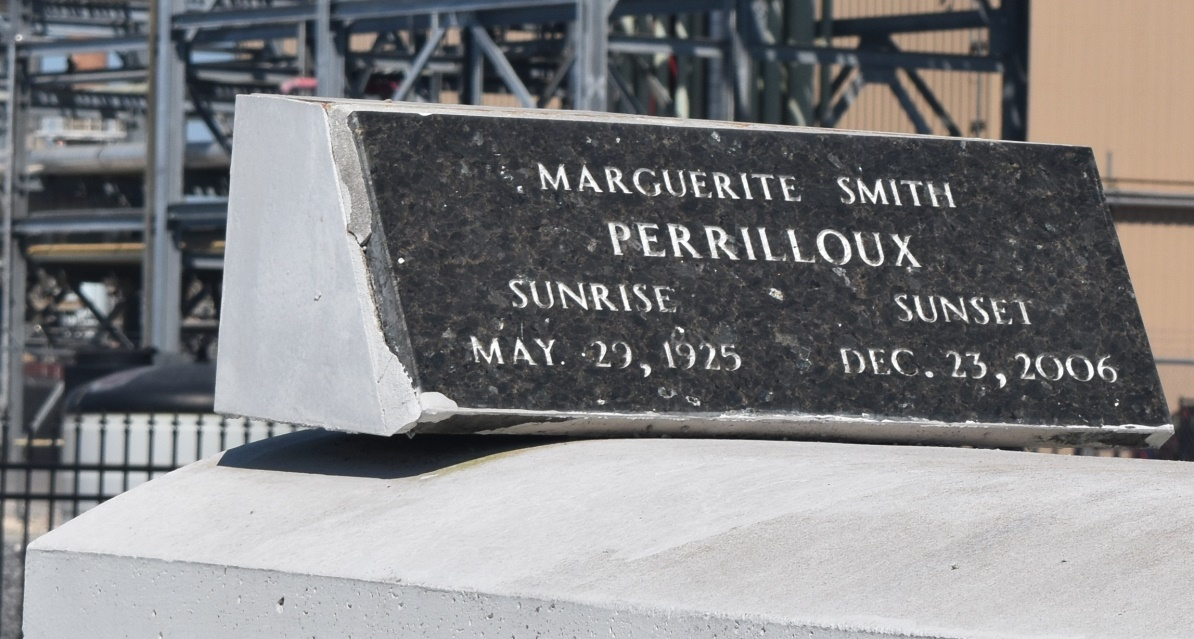 MARGUERITE SMITH
PERRILLOUX
SUNRISE SUNSET
MAY. 29, 1925 DEC. 23, 2006